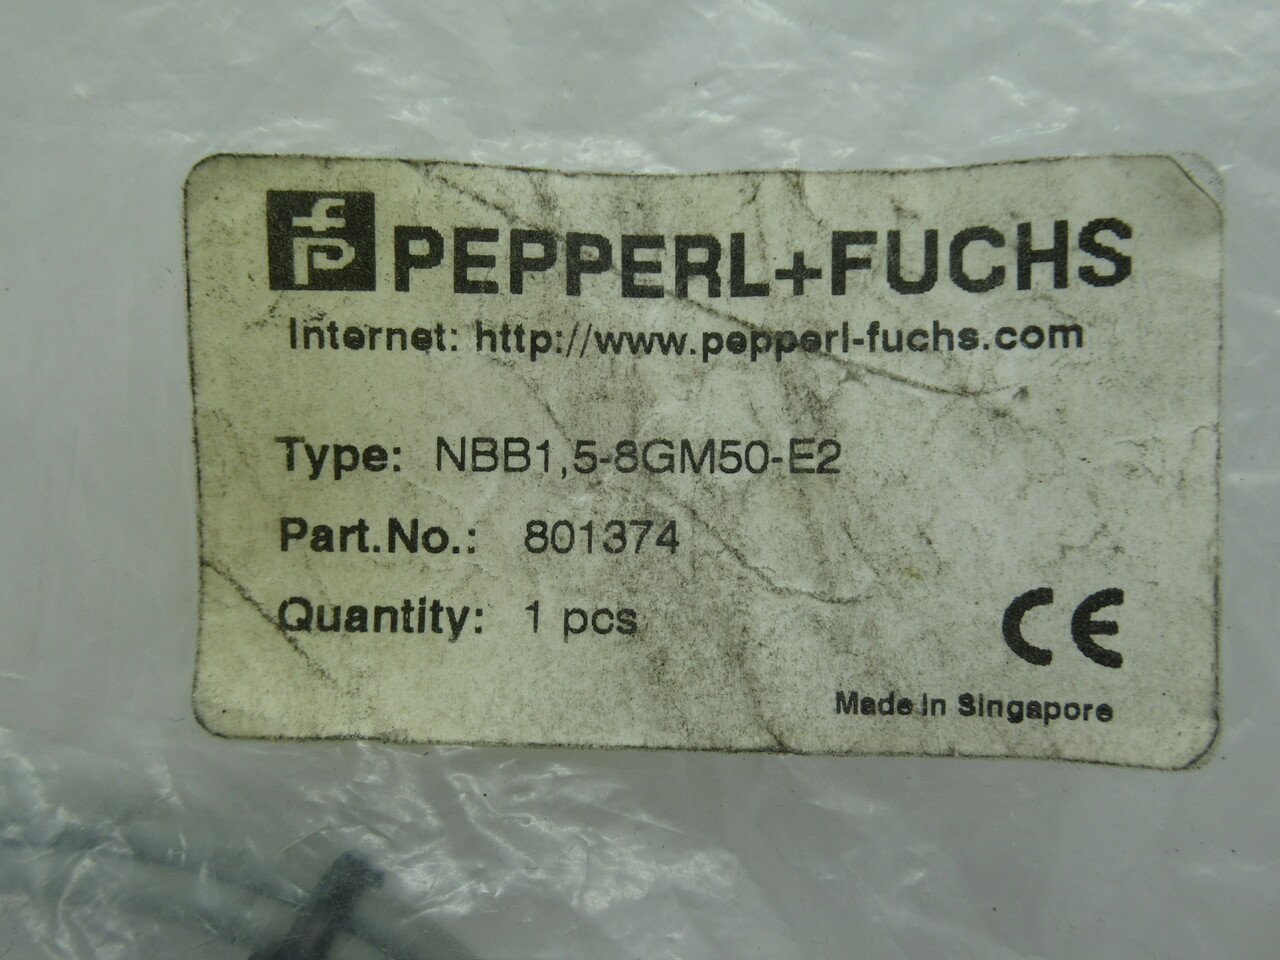 fp PEPPERL+FUCHS
Internet: http://www.pepperl-fuchs.com
Type: NBB1,5-8GM50-E2
Part.No.: 801374
Quantity: 1 pcs
CE
Made in Singapore